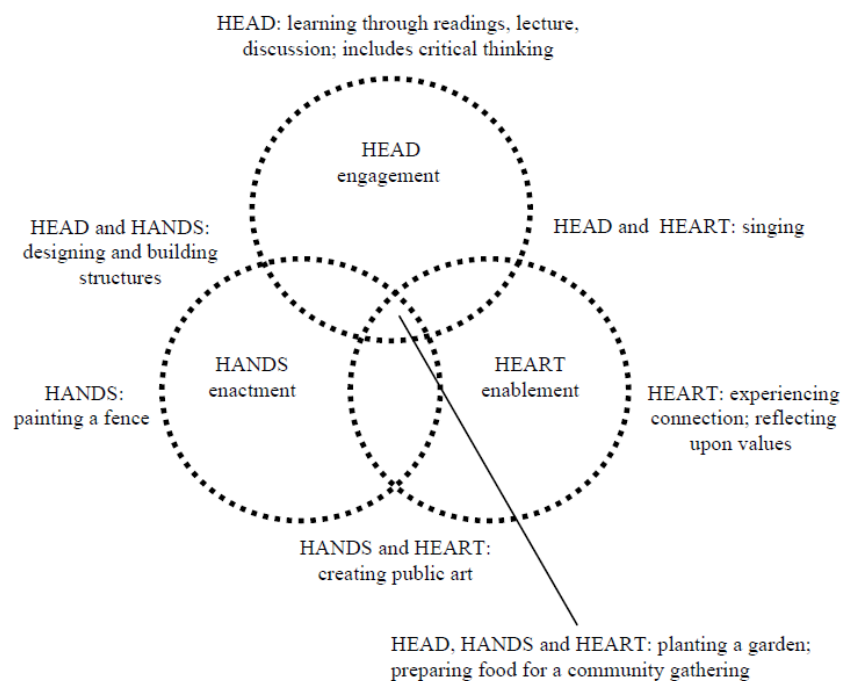 HEAD: learning through readings, lecture,
discussion; includes critical thinking
HEAD
engagement
HEAD and HANDS:
designing and building
structures
HEAD and HEART: singing
HANDS
enactment
HEART
enablement
HANDS:
painting a fence
HEART: experiencing
connection; reflecting
upon values
HANDS and HEART:
creating public art
HEAD, HANDS and HEART: planting a garden;
preparing food for a community gathering